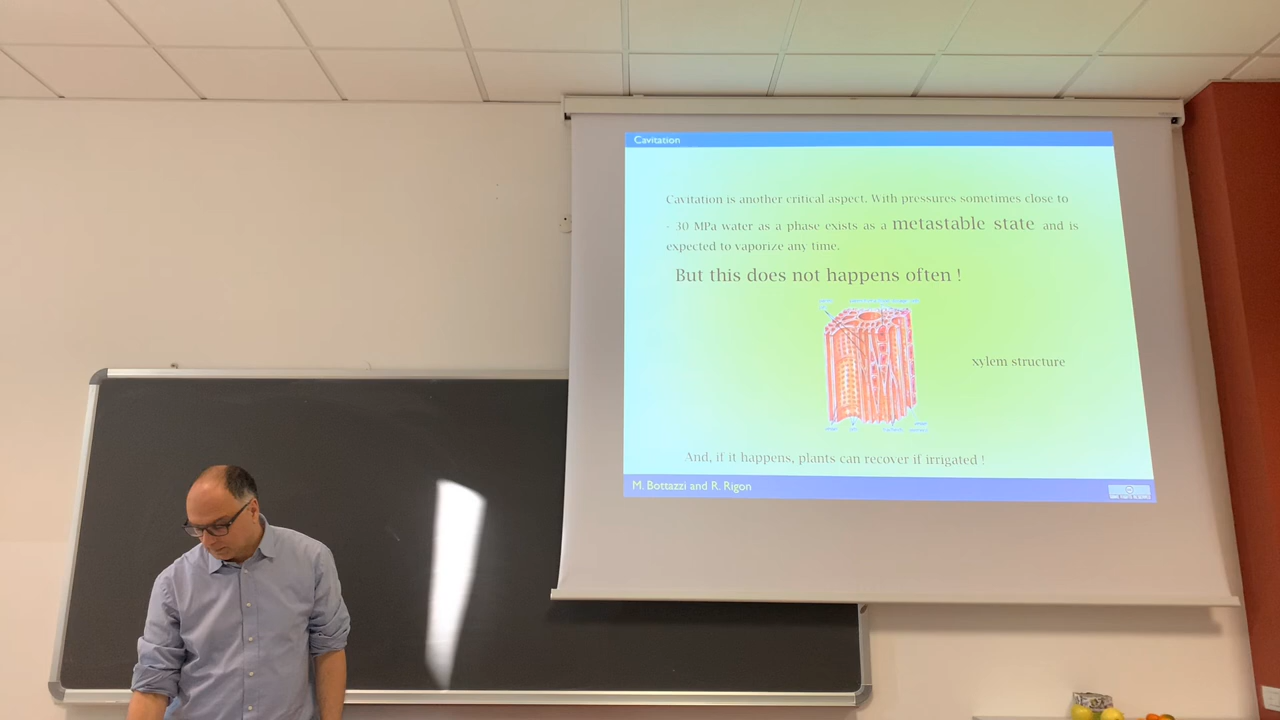 Cavitation
Cavitation is another critical aspect. With pressures sometimes close to
- 30 MPa water as a phase exists as a metastable state and is
expected to vaporize any time.
But this does not happens often !
xylem structure
And, if it happens, plants can recover if irrigated !
M. Bottazzi and R. Rigon